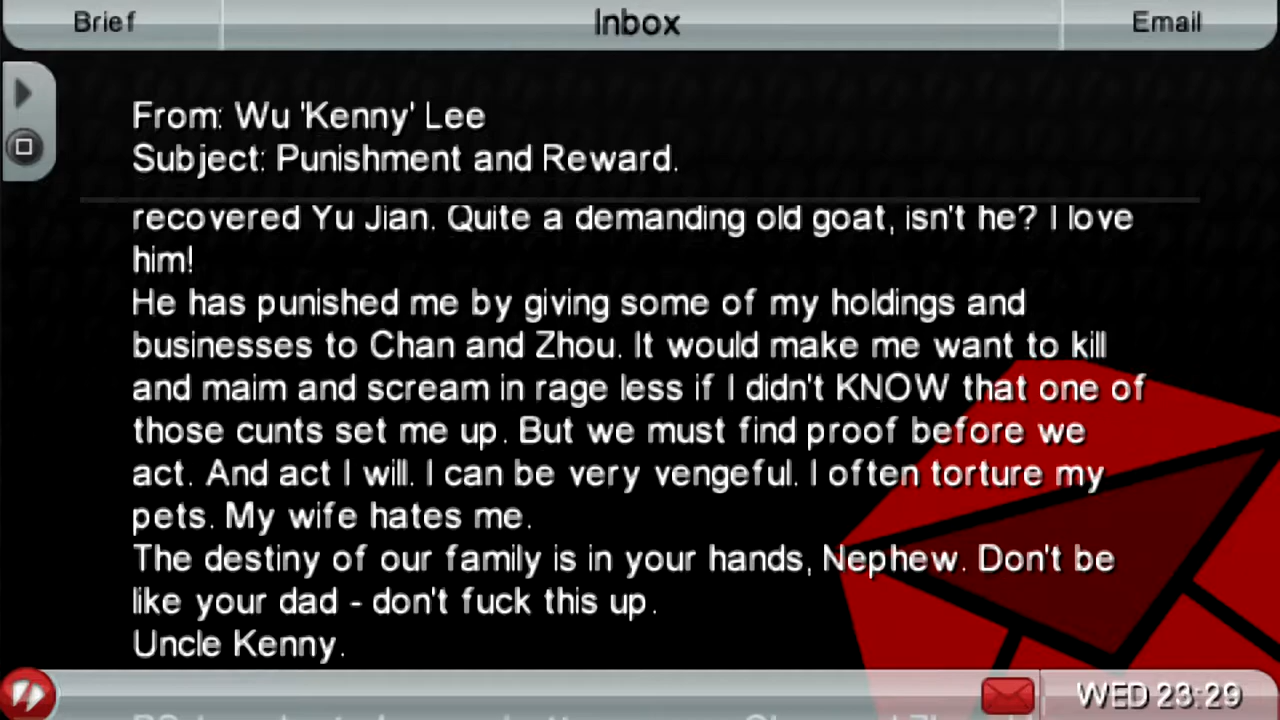 Brief
Inbox
Email
From: Wu 'Kenny' Lee
Subject: Punishment and Reward.
recovered Yu Jian. Quite a demanding old goat, isn't he? I love
him!
He has punished me by giving some of my holdings and
businesses to Chan and Zhou. It would make me want to kill
and maim and scream in rage less if I didn't KNOW that one of
those cunts set me up. But we must find proof before we
act. And act I will. I can be very vengeful. I often torture my
pets. My wife hates me.
The destiny of our family is in your hands, Nephew. Don't be
like your dad - don't fuck this up.
Uncle Kenny.
WED 23:29